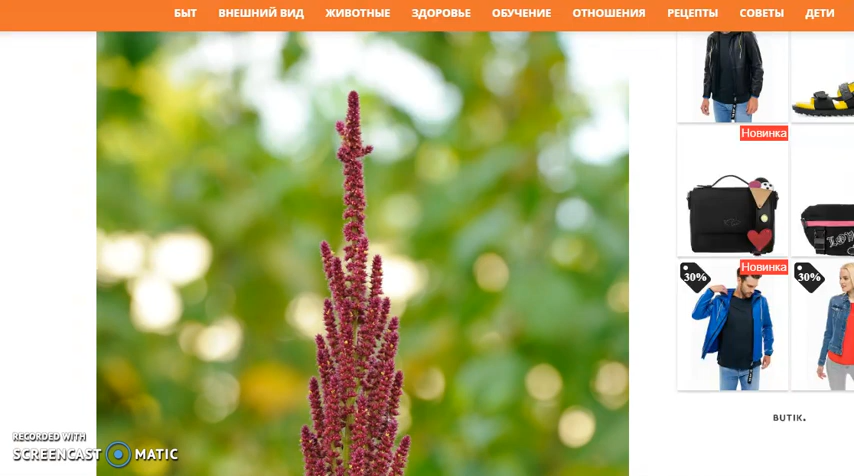 БЫТ ВНЕШНИЙ ВИД ЖИВОТНЫЕ ЗДОРОВЬЕ ОБУЧЕНИЕ ОТНОШЕНИЯ РЕЦЕПТЫ СОВЕТЫ ДЕТИ
Новинка
Новинка
30%
30%
BUTIK.
RECORDED WITH
SCREENCAST MATIC